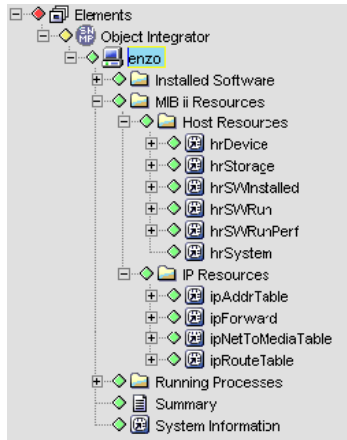 Elements
SNMP Object Integrator
enzo
Installed Software
MIB ii Resources
Host Resources
hrDevice
hrStorage
hrSWInstalled
hrSWRun
hrSWRunPerf
hrSystem
IP Resources
ipAddrTable
ipForward
ipNetToMediaTable
ipRouteTable
Running Processes
Summary
System Information